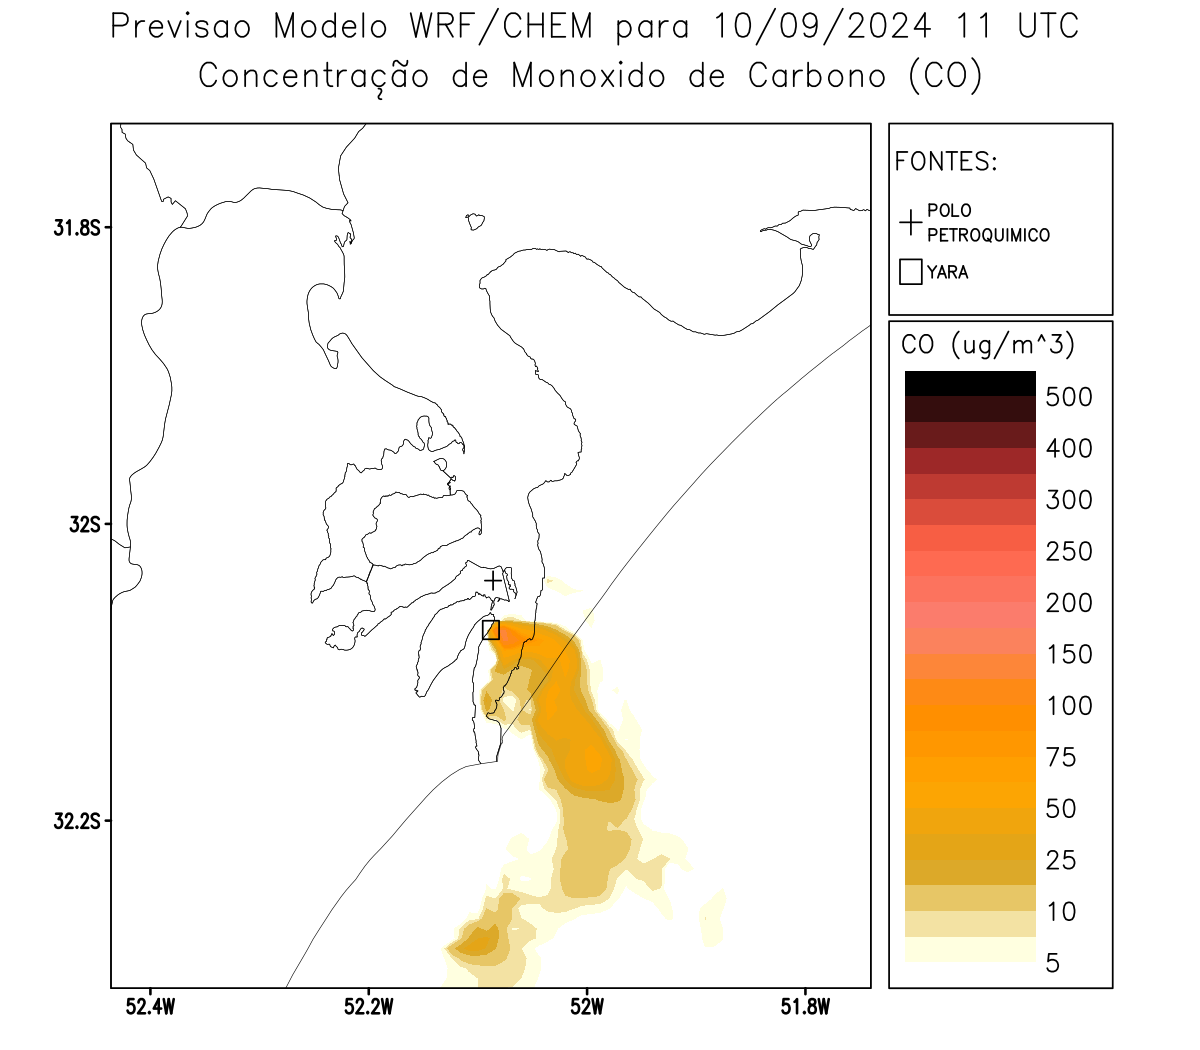 Previsao Modelo WRF/CHEM para 10/09/2024 11 UTC
Concentração de Monoxido de Carbono (CO)
FONTES:
POLO
PETROQUIMICO
YARA
CO (ug/m^3)
500
400
300
250
200
150
100
75
50
25
10
5
31.8S
32S
32.2S
52.4W
52.2W
52W
51.8W